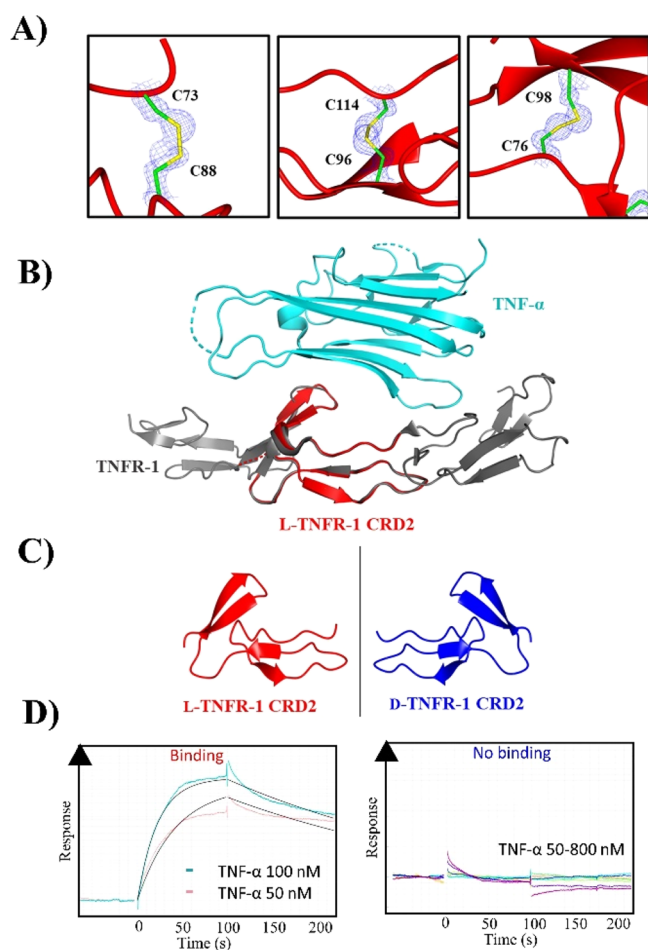 A)
C73
C88
C114
C96
C98
C76
B)
TNF-α
TNFR-1
L-TNFR-1 CRD2
C)
L-TNFR-1 CRD2
D-TNFR-1 CRD2
D)
Binding
Response
TNF-α 100 nM
TNF-α 50 nM
0 50 100 150 200
Time (s)
No binding
Response
TNF-α 50-800 nM
0 50 100 150 200
Time (s)